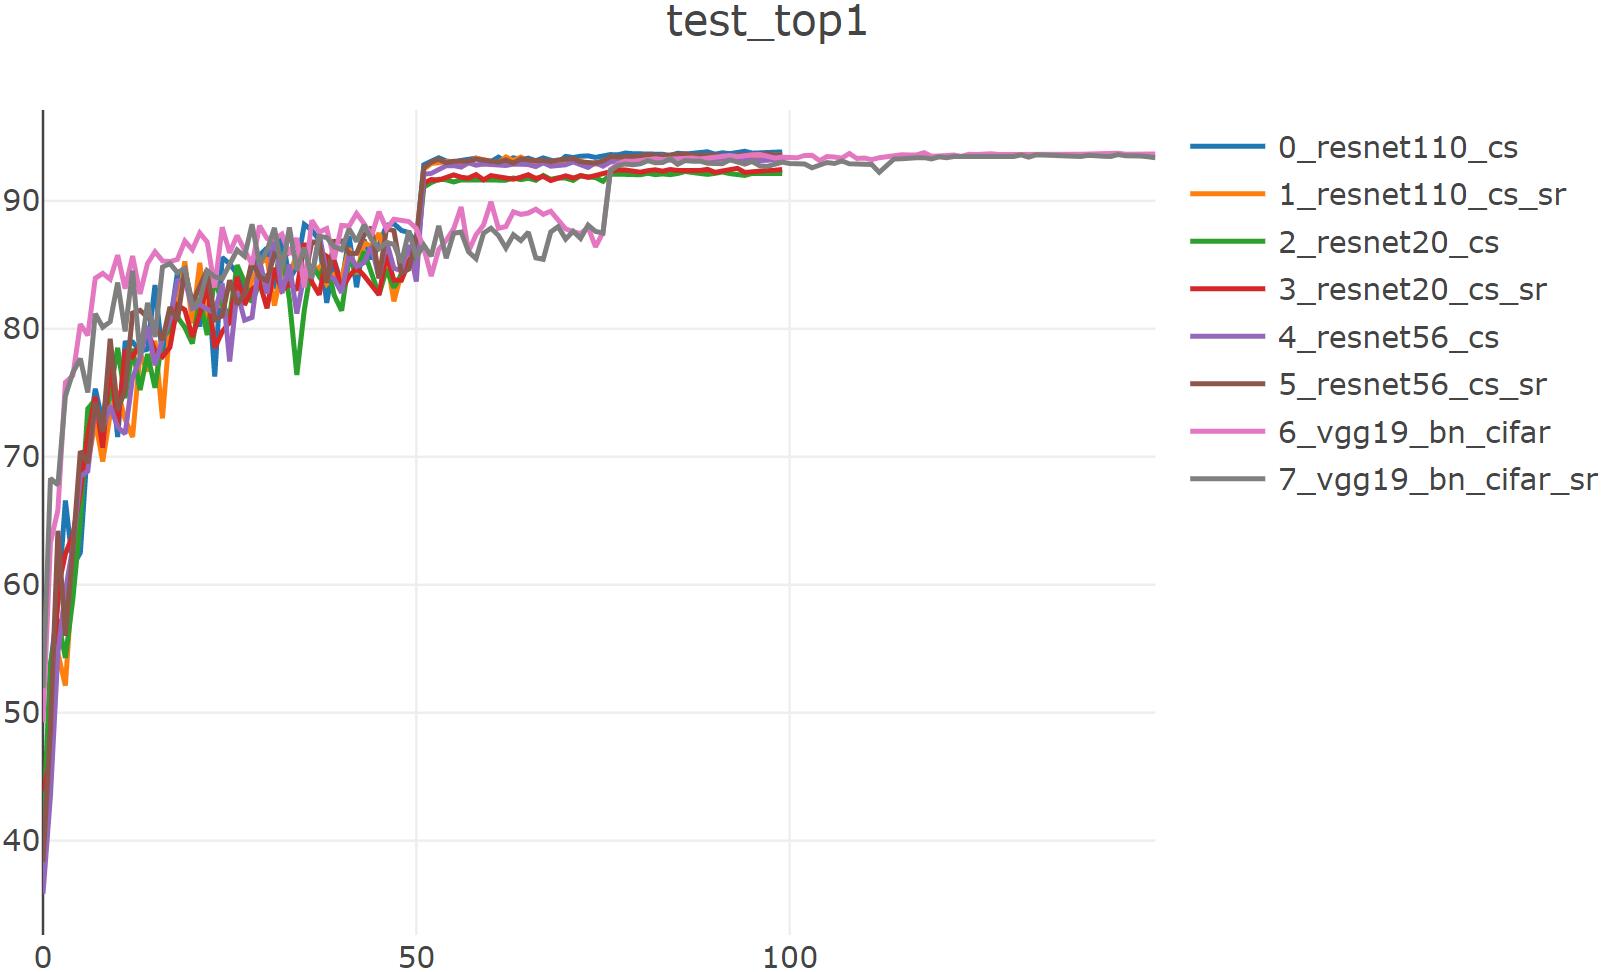 test_top1
90
80
70
60
50
40
0
50
100
0_resnet110_cs
1_resnet110_cs_sr
2_resnet20_cs
3_resnet20_cs_sr
4_resnet56_cs
5_resnet56_cs_sr
6_vgg19_bn_cifar
7_vgg19_bn_cifar_sr